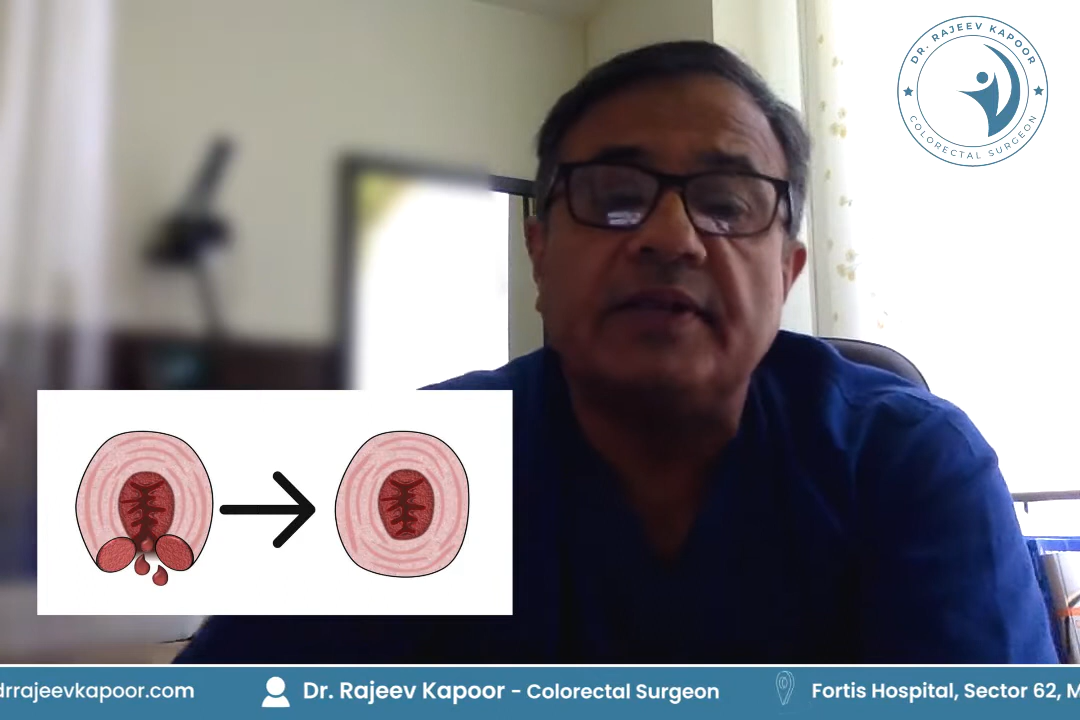 DR. RAJEEV KAPOOR
COLORECTAL SURGEON
drrajeevkapoor.com
Dr. Rajeev Kapoor - Colorectal Surgeon
Fortis Hospital, Sector 62, M